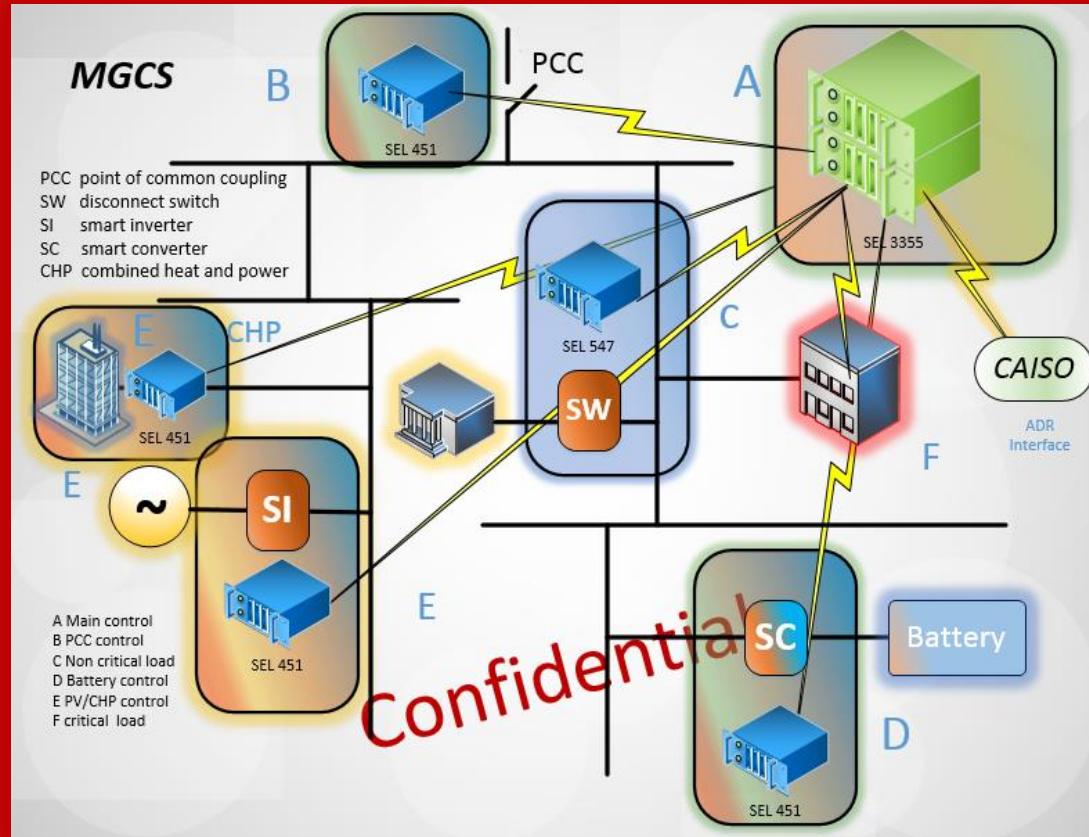 MGCS
B
PCC
A
SEL 451
PCC point of common coupling
SW disconnect switch
SI smart inverter
SC smart converter
CHP combined heat and power
SEL 3355
E
CHP
SEL 451
SEL 547
C
SW
CAISO
ADR
Interface
F
E
~
SI
SEL 451
E
A Main control
B PCC control
C Non critical load
D Battery control
E PV/CHP control
F critical load
Confidential
SC
Battery
D
SEL 451